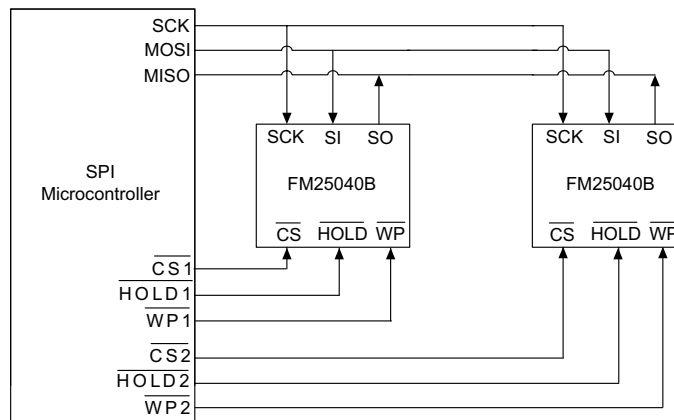 SCK
MOSI
MISO
SCK SI SO
SCK SI SO
SPI
Microcontroller
FM25040B
FM25040B
CS HOLD WP
CS HOLD WP
CS1
HOLD1
WP1
CS2
HOLD2
WP2